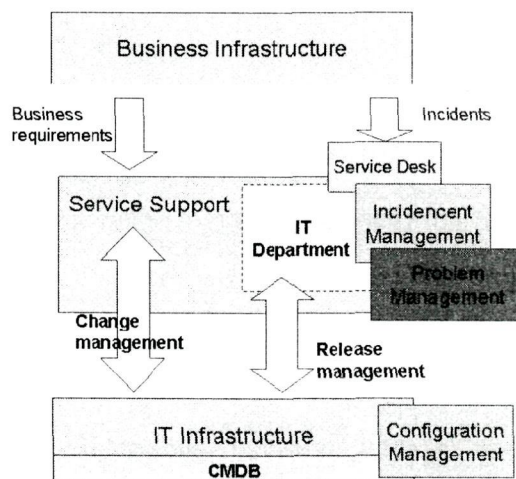 Business Infrastructure
Business
requirements
Incidents
Service Desk
Service Support
IT
Department
Incidencent
Management
Problem
Management
Change
management
Release
management
IT Infrastructure
Configuration
Management
CMDB